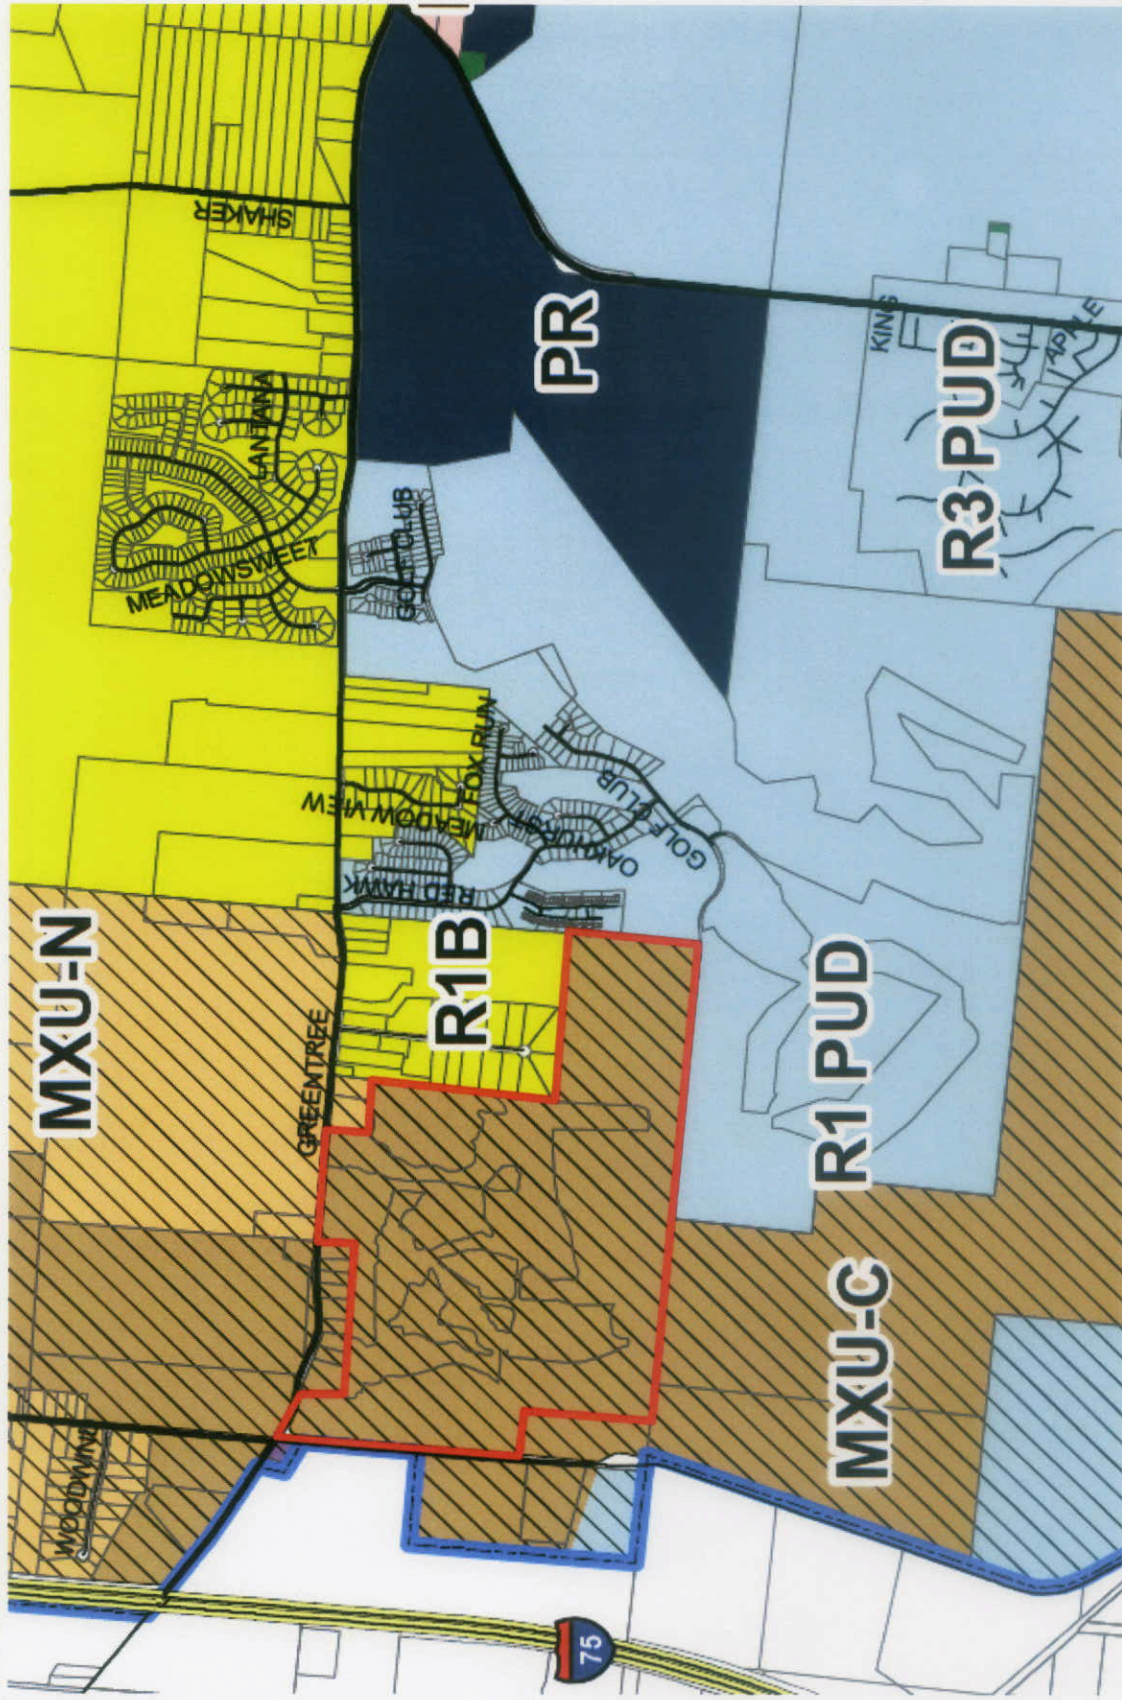 MXU-N
WOODWIND
GREENTREE
R1B
RED HAWK
MEADOW VIEW
FOX RUN
OAKHURST
GOLF CLUB
MEADOWSWEET
LANTANA
GOLF CLUB
SHAKER
PR
KING
APPLE
R3 PUD
R1 PUD
MXU-C
75